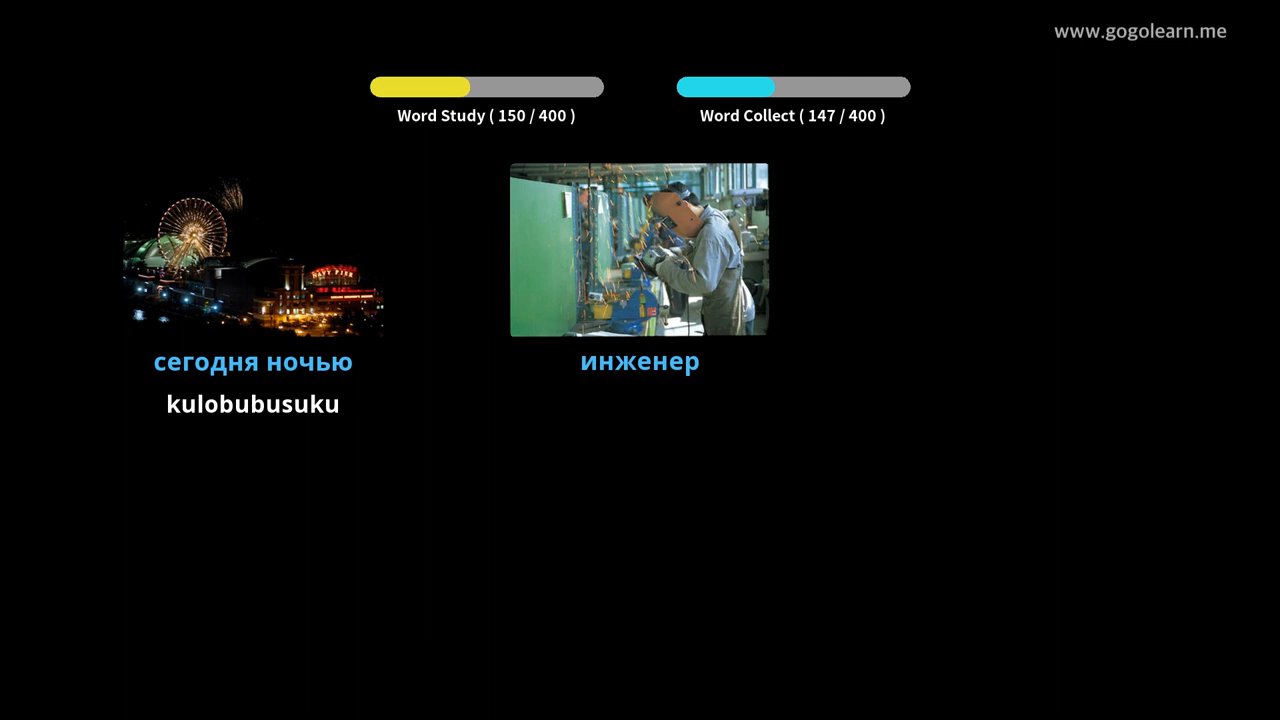 www.gogolearn.me
Word Study ( 150 / 400 )
Word Collect ( 147 / 400 )
сегодня ночью
kulobubusuku
инженер